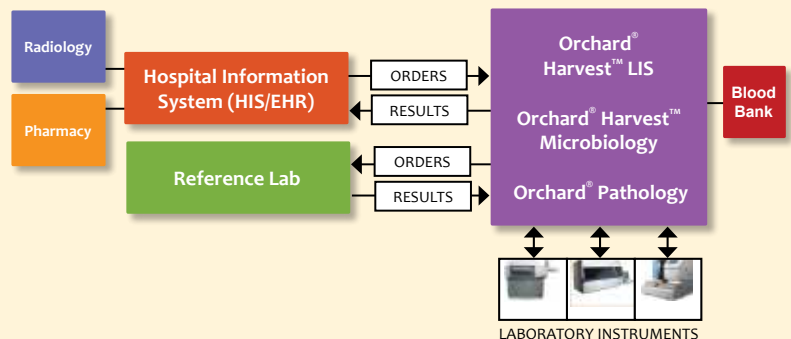 Radiology
Pharmacy
Hospital Information
System (HIS/EHR)
Reference Lab
ORDERS
RESULTS
ORDERS
RESULTS
Orchard®
Harvest™ LIS
Orchard® Harvest™
Microbiology
Orchard® Pathology
Blood
Bank
LABORATORY INSTRUMENTS